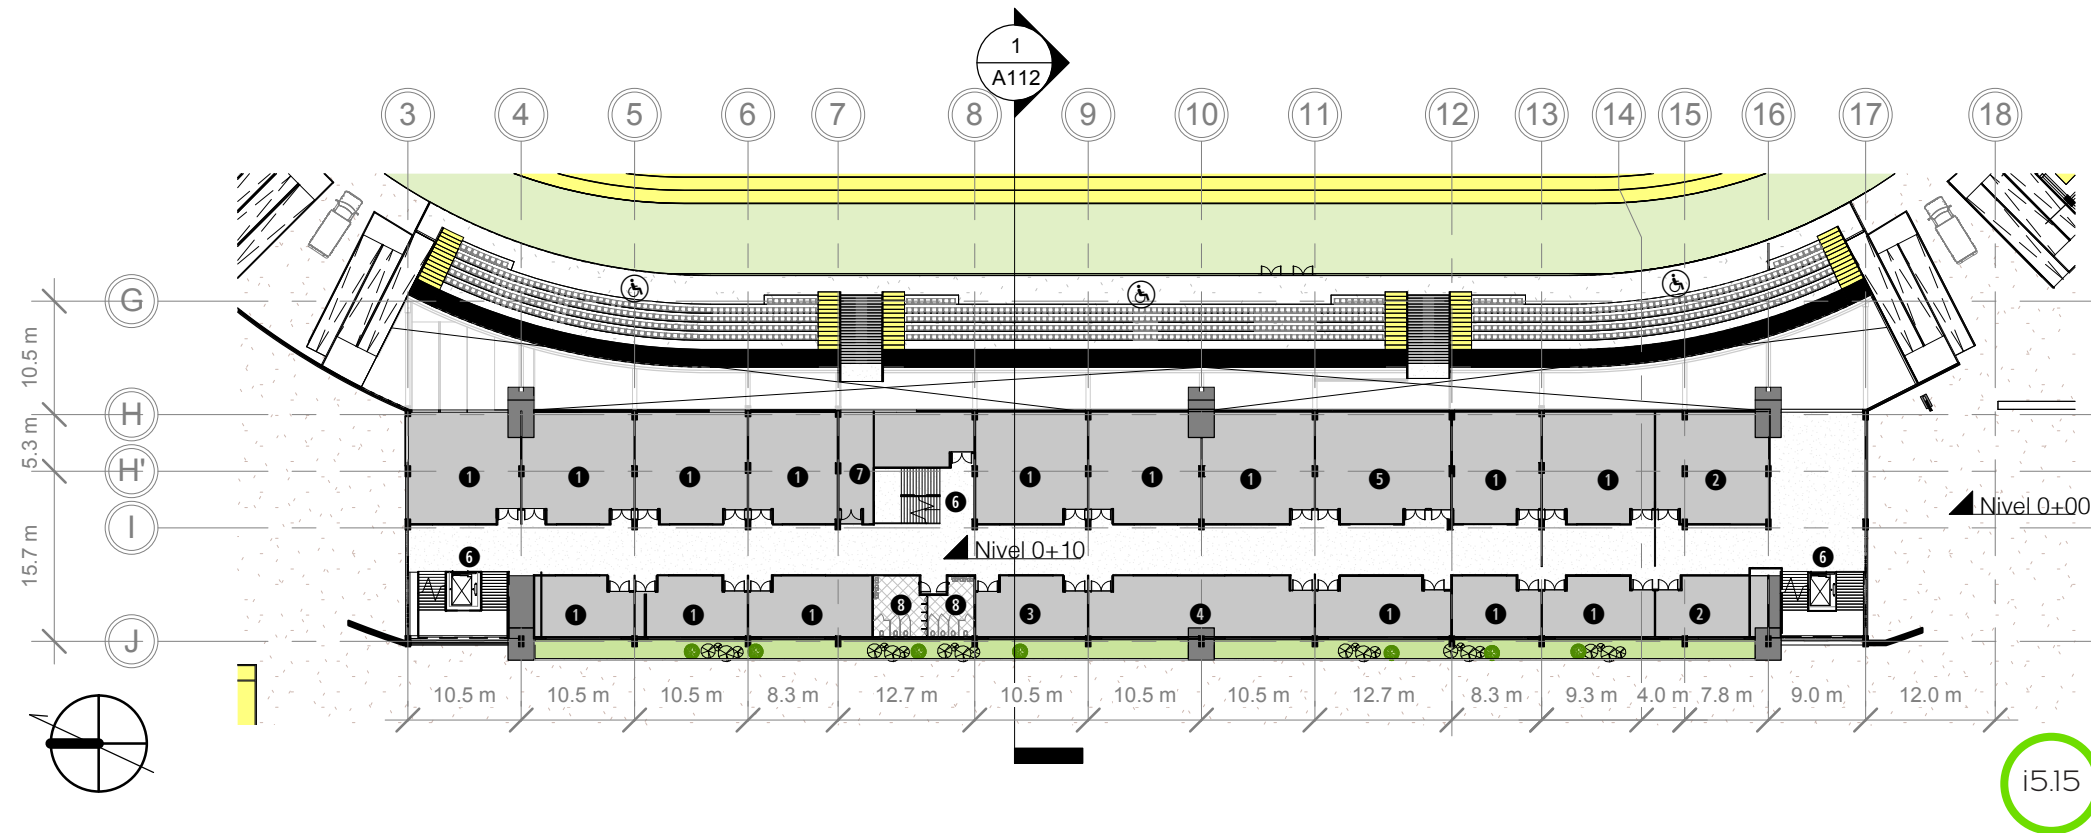 1
A112
3 4 5 6 7 8 9 10 11 12 13 14 15 16 17 18
G
10.5 m
H
5.3 m
H'
I
15.7 m
J
1 1 1 1 7 1 1 1 5 1 1 2
6
Nivel 0+00
Nivel 0+10
6 6
1 1 1 8 8 3 4 1 1 1 2
10.5 m 10.5 m 10.5 m 8.3 m 12.7 m 10.5 m 10.5 m 10.5 m 12.7 m 8.3 m 9.3 m 4.0 m 7.8 m 9.0 m 12.0 m
i5.15